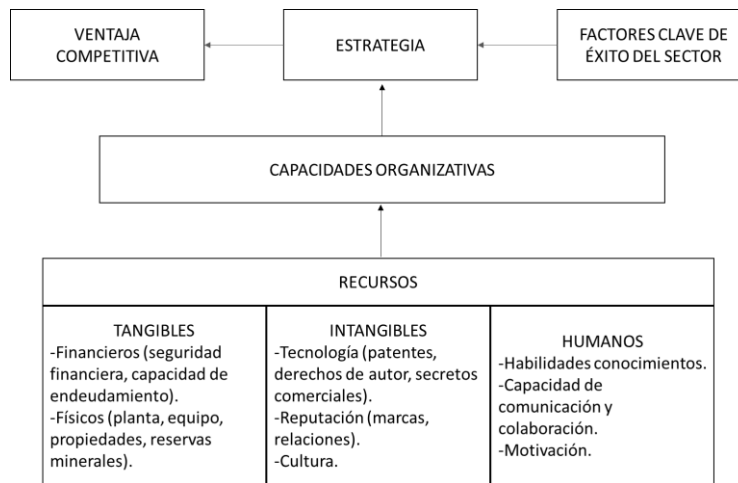 VENTAJA
COMPETITIVA
ESTRATEGIA
FACTORES CLAVE DE
ÉXITO DEL SECTOR
CAPACIDADES ORGANIZATIVAS
RECURSOS
TANGIBLES
-Financieros (seguridad
financiera, capacidad de
endeudamiento).
-Físicos (planta, equipo,
propiedades, reservas
minerales).
INTANGIBLES
-Tecnología (patentes,
derechos de autor, secretos
comerciales).
-Reputación (marcas,
relaciones).
-Cultura.
HUMANOS
-Habilidades conocimientos.
-Capacidad de
comunicación y
colaboración.
-Motivación.